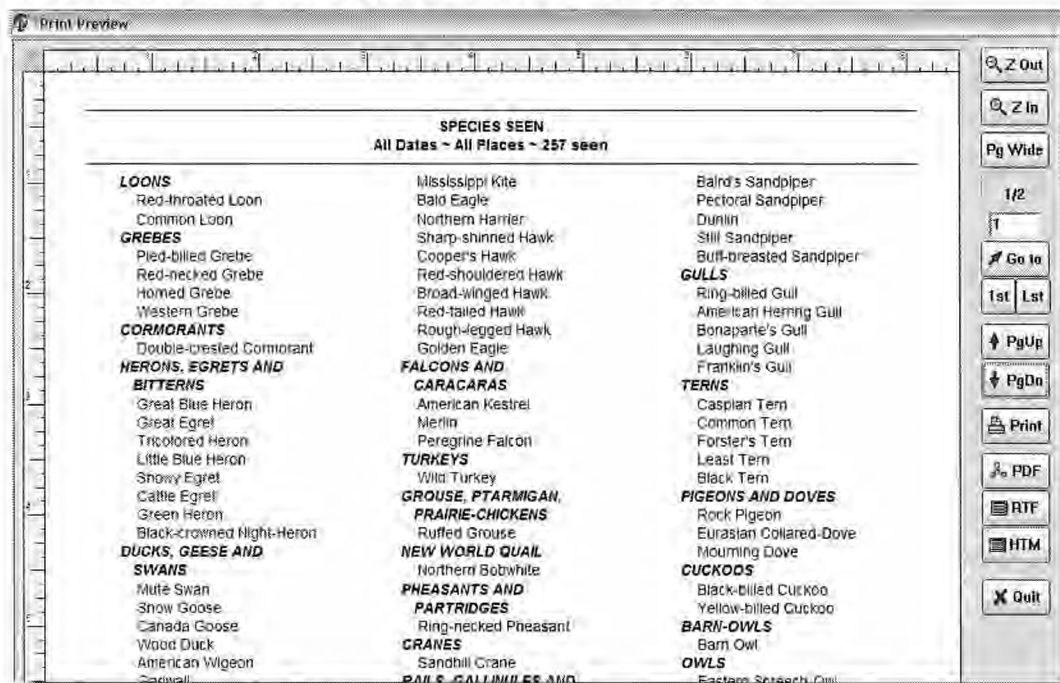 Print Preview
SPECIES SEEN
All Dates ~ All Places ~ 257 seen
LOONS
Red-throated Loon
Common Loon
GREBES
Pied-billed Grebe
Red-necked Grebe
Horned Grebe
Western Grebe
CORMORANTS
Double-crested Cormorant
HERONS, EGRETS AND
BITTERNS
Great Blue Heron
Great Egret
Tricolored Heron
Little Blue Heron
Snowy Egret
Cattle Egret
Green Heron
Black-crowned Night-Heron
DUCKS, GEESE AND
SWANS
Mute Swan
Snow Goose
Canada Goose
Wood Duck
American Wigeon
Gadwall
Mississippi Kite
Bald Eagle
Northern Harrier
Sharp-shinned Hawk
Cooper's Hawk
Red-shouldered Hawk
Broad-winged Hawk
Red-tailed Hawk
Rough-legged Hawk
Golden Eagle
FALCONS AND
CARACARAS
American Kestrel
Merlin
Peregrine Falcon
TURKEYS
Wild Turkey
GROUSE, PTARMIGAN,
PRAIRIE-CHICKENS
Ruffed Grouse
NEW WORLD QUAIL
Northern Bobwhite
PHEASANTS AND
PARTRIDGES
Ring-necked Pheasant
CRANES
Sandhill Crane
RAILS, GALLINULES AND
Baird's Sandpiper
Pectoral Sandpiper
Dunlin
Stilt Sandpiper
Buff-breasted Sandpiper
GULLS
Ring-billed Gull
American Herring Gull
Bonaparte's Gull
Laughing Gull
Franklin's Gull
TERNS
Caspian Tern
Common Tern
Forster's Tern
Least Tern
Black Tern
PIGEONS AND DOVES
Rock Pigeon
Eurasian Collared-Dove
Mourning Dove
CUCKOOS
Black-billed Cuckoo
Yellow-billed Cuckoo
BARN-OWLS
Barn Owl
OWLS
Eastern Screech-Owl
Z Out
Z In
Pg Wide
1/2
1
Go to
1st Lst
PgUp
PgDn
Print
PDF
RTF
HTM
Quit